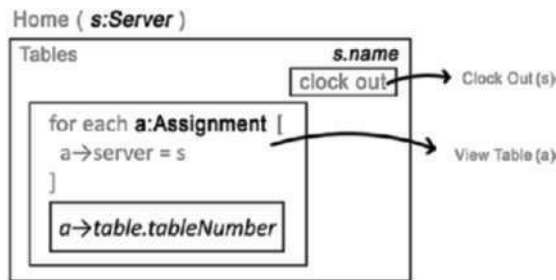 Home ( s:Server )
Tables
s.name
clock out
Clock Out (s)
for each a:Assignment [
a→server = s
]
View Table (a)
a→table.tableNumber